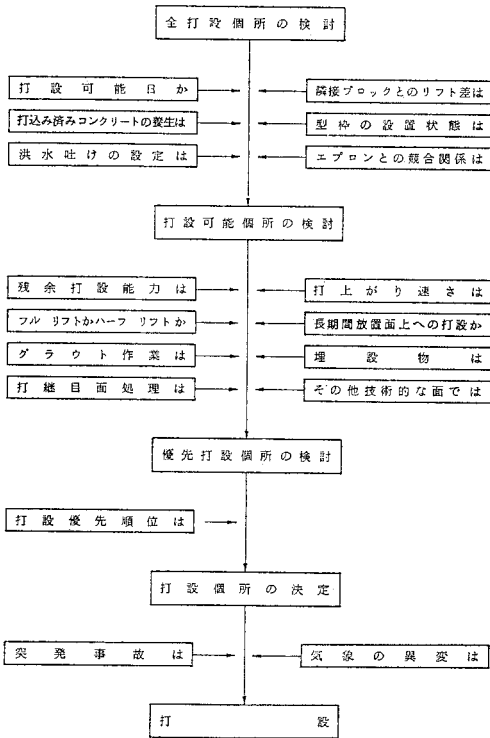 全打設個所の検討
打設可能日か
隣接ブロックとのリフト差は
打込み済みコンクリートの養生は
型枠の設置状態は
洪水吐けの設定は
エプロンとの競合関係は
打設可能個所の検討
残余打設能力は
打上がり速さは
フル リフトかハーフ リフトか
長期間放置面上への打設か
グラウト作業は
埋設物は
打継目面処理は
その他技術的な面では
優先打設個所の検討
打設優先順位は
打設個所の決定
突発事故は
気象の異変は
打設